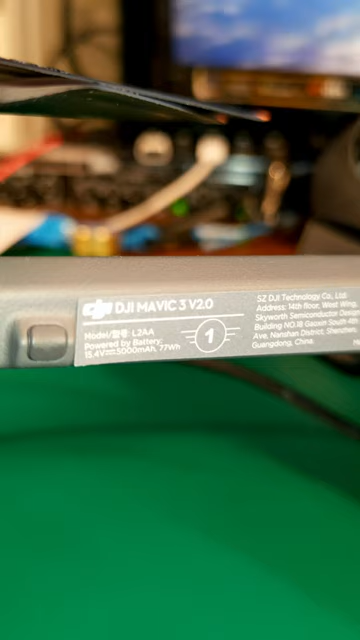 dji DJI MAVIC 3 V2.0
Model/型号: L2AA
Powered by Battery:
15.4V⎓5000mAh, 77Wh
1
SZ DJI Technology Co., Ltd.
Address: 14th floor, West Wing,
Skyworth Semiconductor Design
Building NO.18 Gaoxin South 4th
Ave, Nanshan District, Shenzhen,
Guangdong, China.